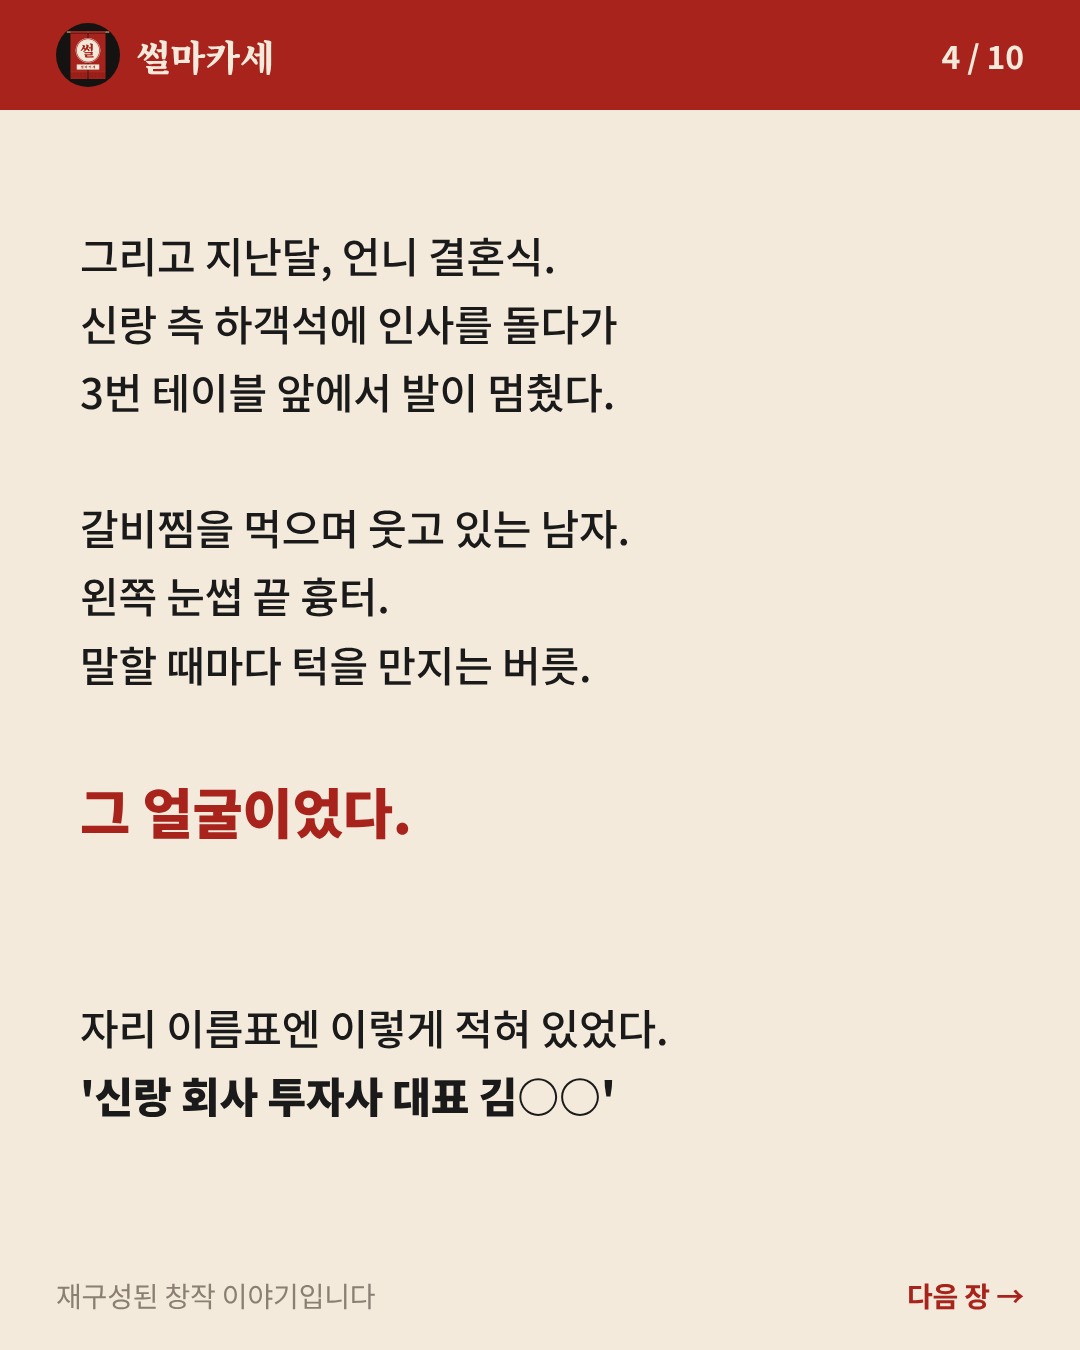 썰
썰마카세
4 / 10
그리고 지난달, 언니 결혼식.
신랑 측 하객석에 인사를 돌다가
3번 테이블 앞에서 발이 멈췄다.
갈비찜을 먹으며 웃고 있는 남자.
왼쪽 눈썹 끝 흉터.
말할 때마다 턱을 만지는 버릇.
그 얼굴이었다.
자리 이름표엔 이렇게 적혀 있었다.
'신랑 회사 투자사 대표 김○○'
재구성된 창작 이야기입니다
다음 장 →